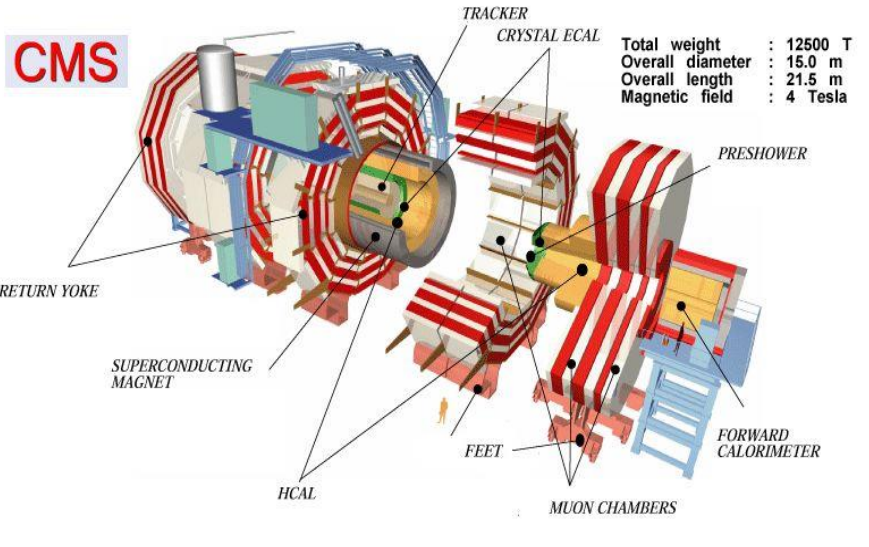 CMS
TRACKER
CRYSTAL ECAL
Total weight : 12500 T
Overall diameter : 15.0 m
Overall length : 21.5 m
Magnetic field : 4 Tesla
PRESHOWER
RETURN YOKE
SUPERCONDUCTING
MAGNET
FORWARD
CALORIMETER
FEET
HCAL
MUON CHAMBERS